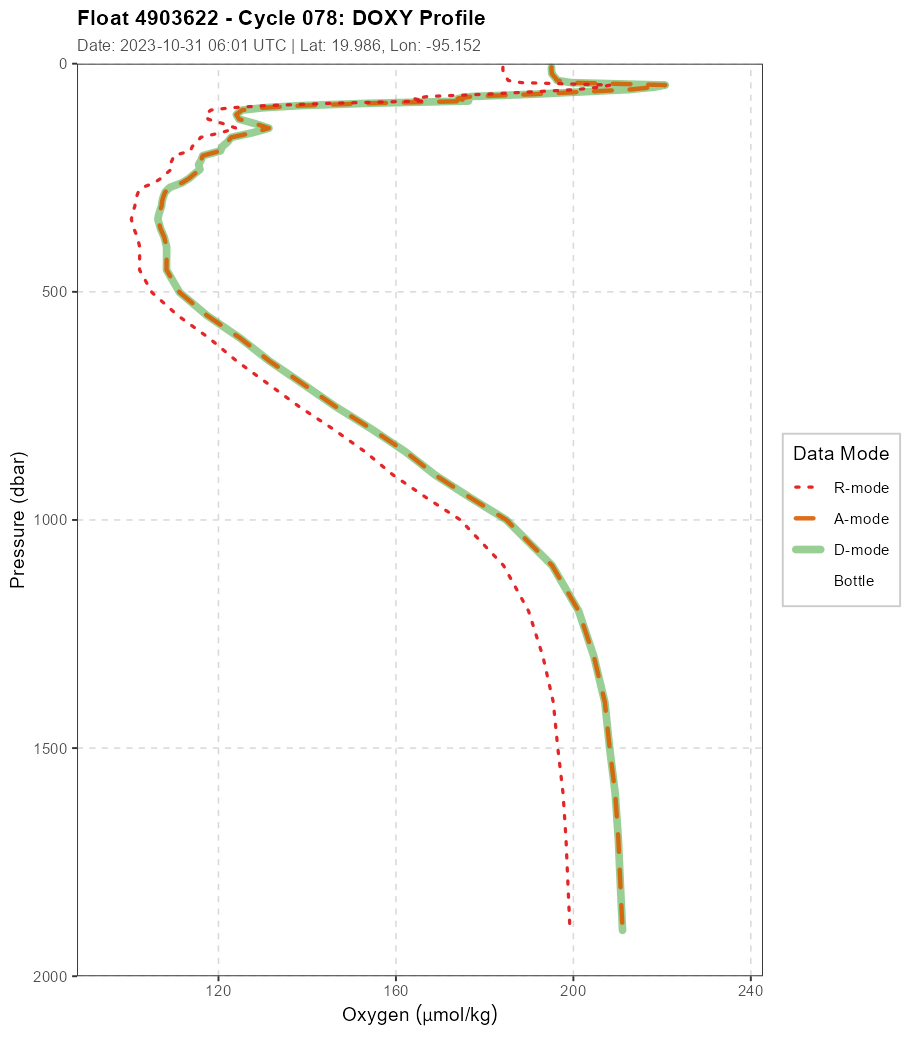 Float 4903622 - Cycle 078: DOXY Profile
Date: 2023-10-31 06:01 UTC | Lat: 19.986, Lon: -95.152
0
500
1000
1500
2000
Pressure (dbar)
120
160
200
240
Oxygen (μmol/kg)
Data Mode
R-mode
A-mode
D-mode
Bottle